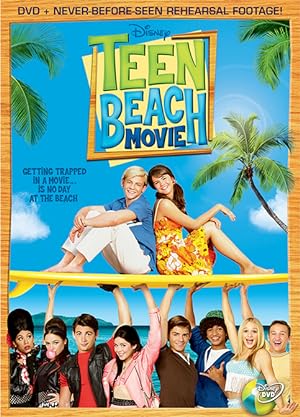 DVD + NEVER-BEFORE-SEEN REHEARSAL FOOTAGE!
Disney
TEEN
BEACH
MOVIE
GETTING TRAPPED
IN A MOVIE...
IS NO DAY
AT THE BEACH
Disney
DVD